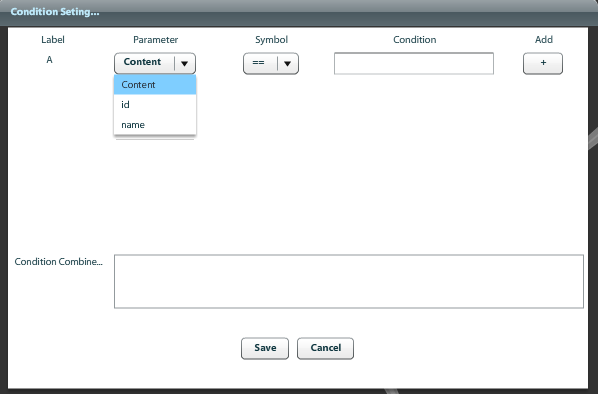 Condition Seting...
Label Parameter Symbol Condition Add
A Content == +
Content
id
name
Condition Combine...
Save Cancel